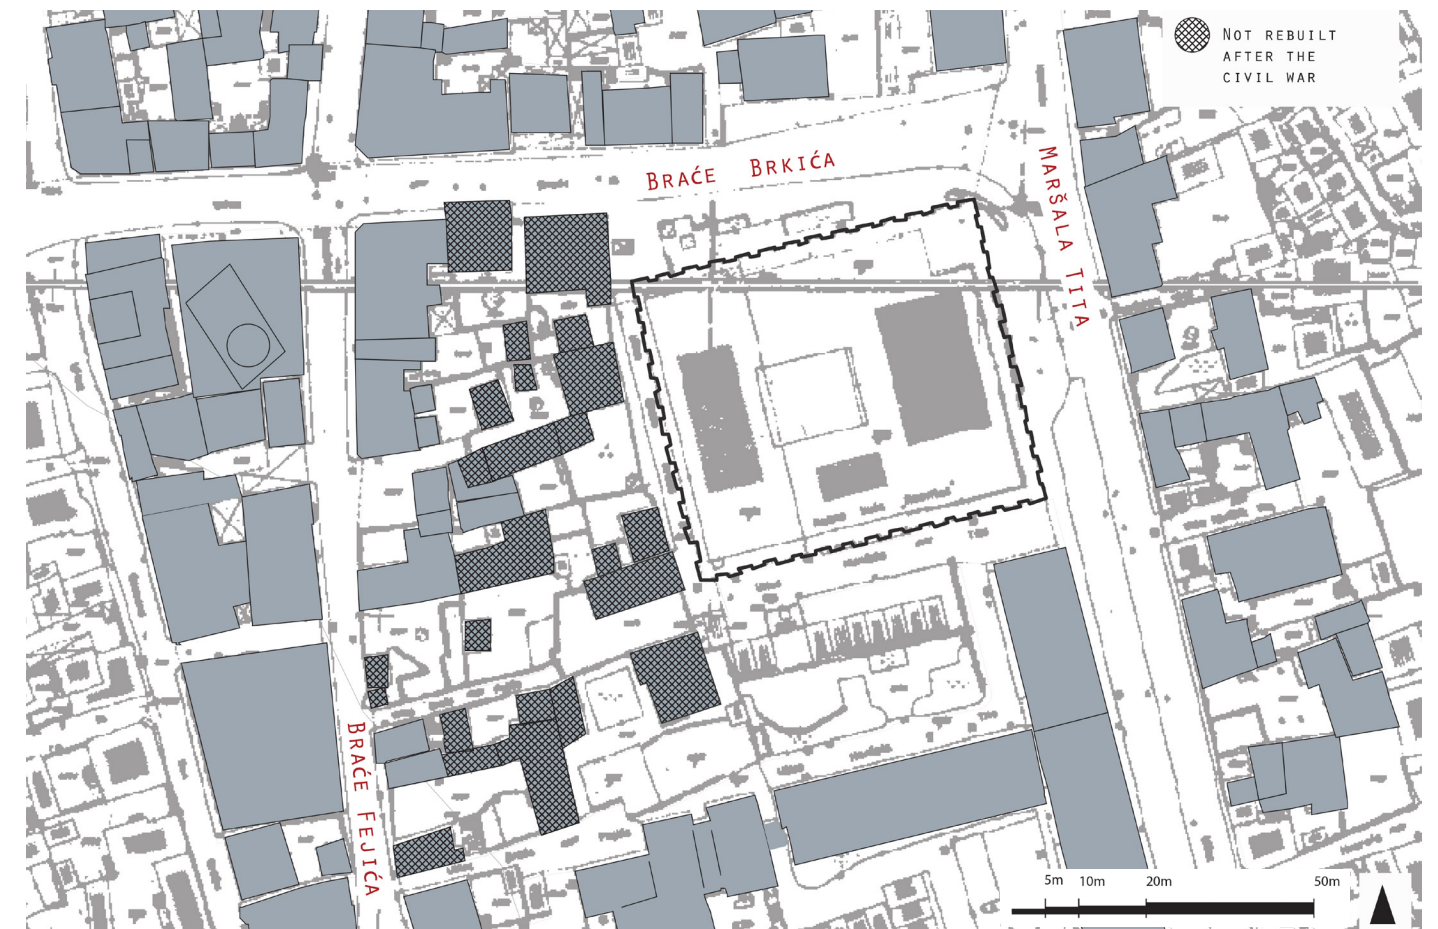 NOT REBUILT
AFTER THE
CIVIL WAR
BRAĆE BRKIĆA
MARŠALA TITA
BRAĆE FEJIĆA
5m 10m 20m 50m